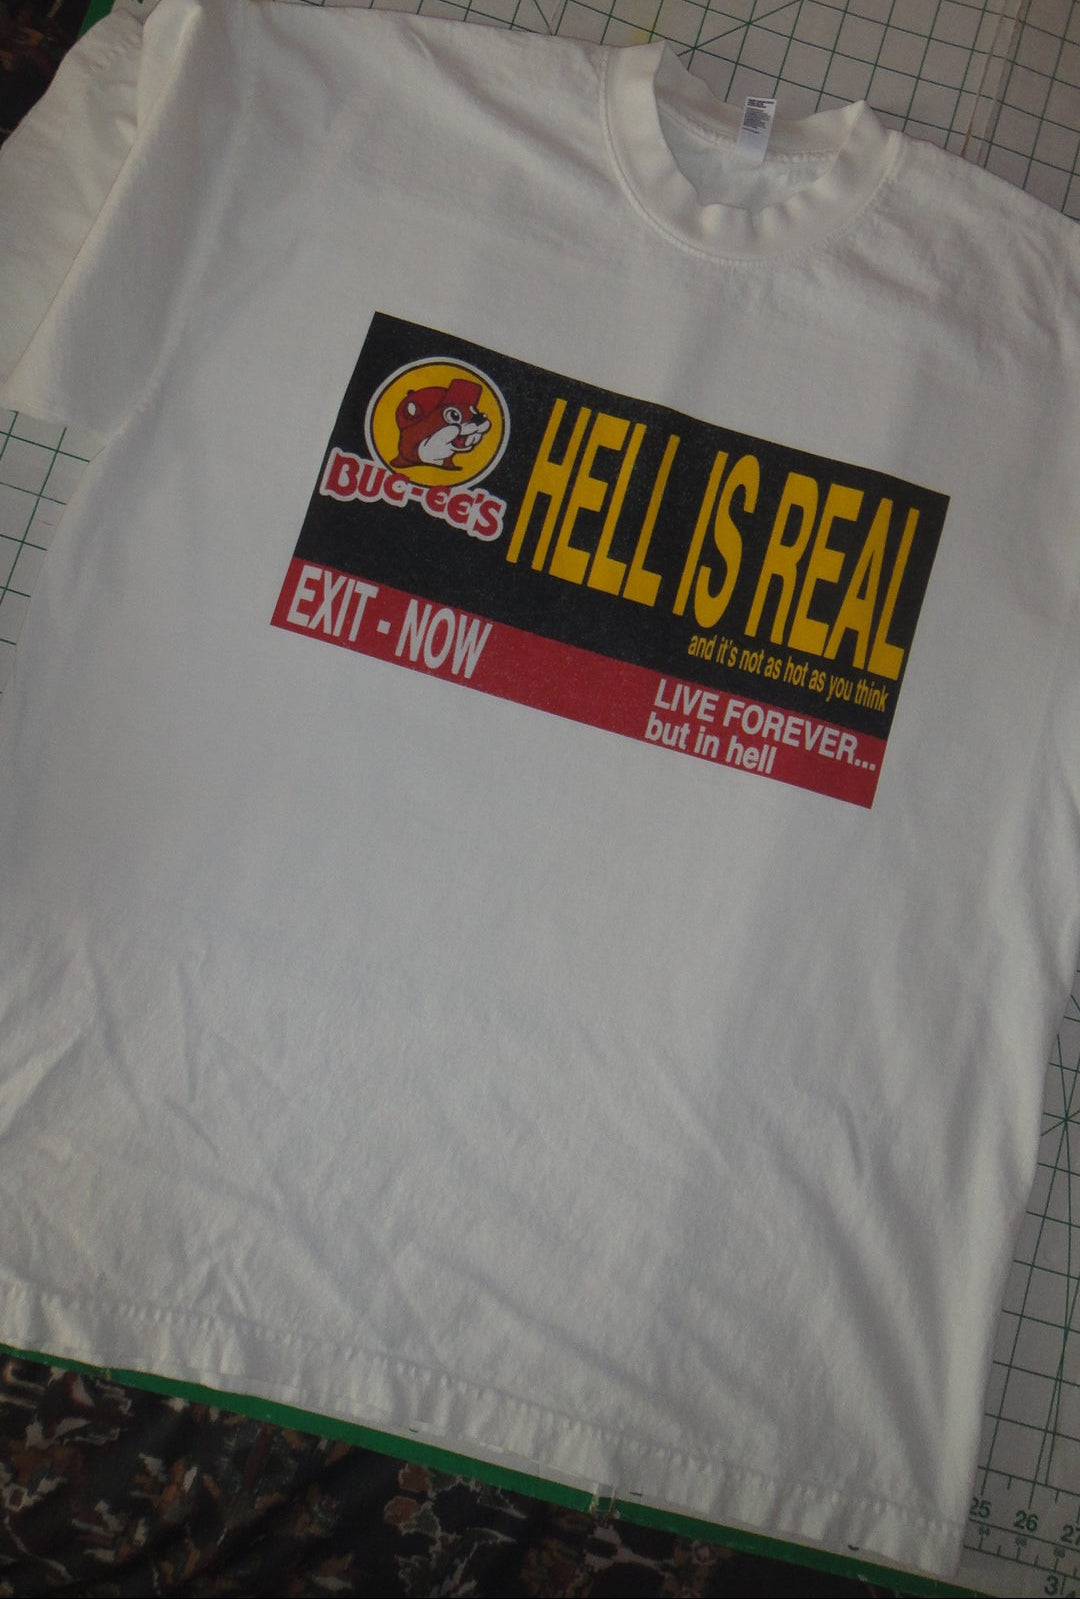 BUC-EE'S
HELL IS REAL
and it's not as hot as you think
EXIT - NOW
LIVE FOREVER...
but in hell
25 26 27